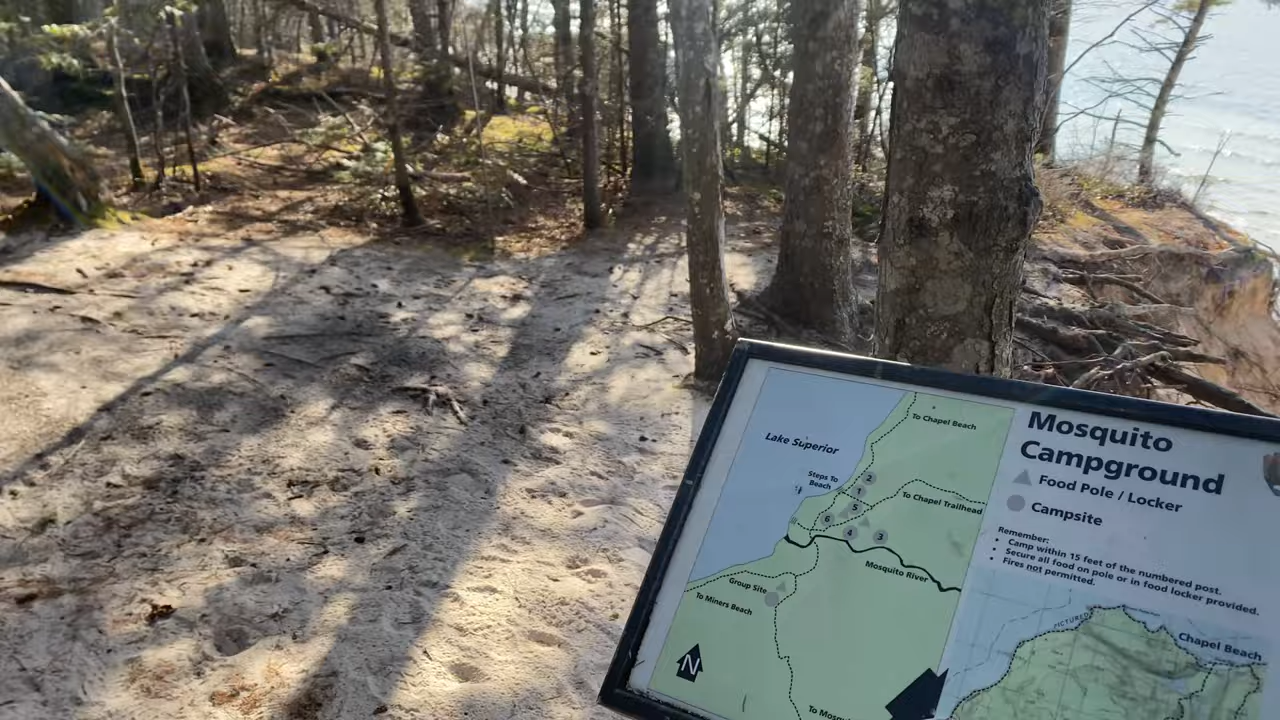 Mosquito
Campground
Food Pole / Locker
Campsite
Remember:
• Camp within 15 feet of the numbered post.
• Secure all food on pole or in food locker provided.
• Fires not permitted.
To Chapel Beach
Lake Superior
Steps To
Beach
2
1
To Chapel Trailhead
5
6
4
3
Mosquito River
Group Site
To Miners Beach
N
PICTURED
Chapel Beach